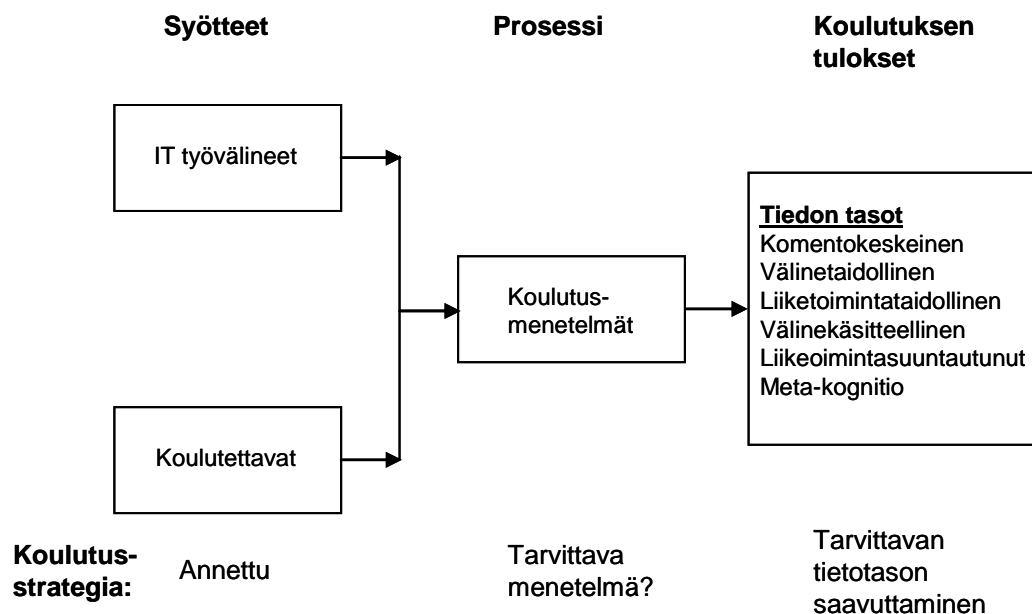 Syötteet
Prosessi
Koulutuksen
tulokset
IT työvälineet
Koulutettavat
Koulutus-
menetelmät
Tiedon tasot
Komentokeskeinen
Välinetaidollinen
Liiketoimintataidollinen
Välinekäsitteellinen
Liikeoimintasuuntautunut
Meta-kognitio
Koulutus-
strategia:
Annettu
Tarvittava
menetelmä?
Tarvittavan
tietotason
saavuttaminen